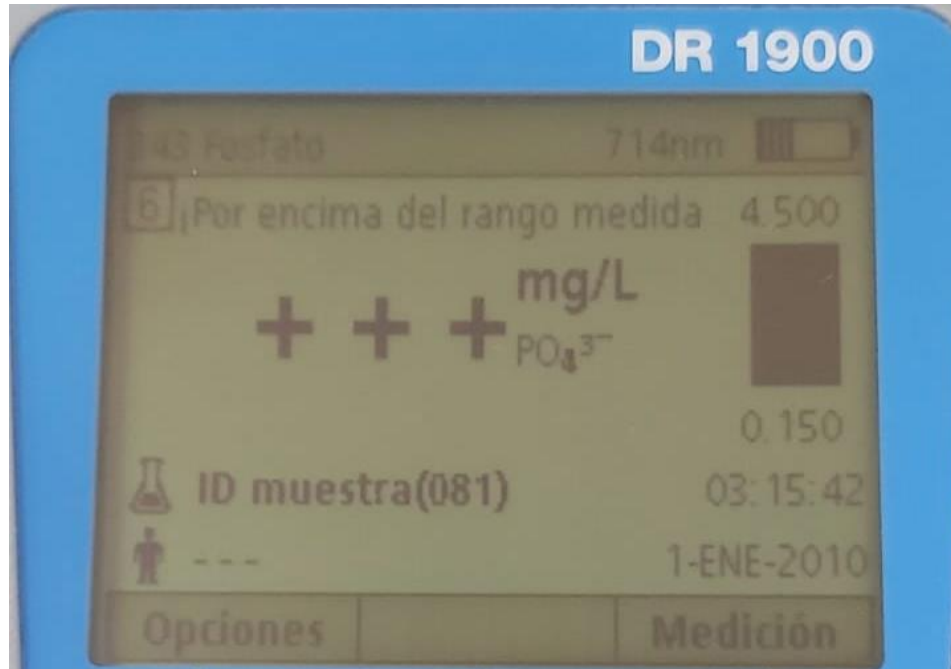 DR 1900
Fosfato 714nm
6 ¡Por encima del rango medida 4.500
+ + + mg/L
PO₄³⁻
0.150
ID muestra(081) 03:15:42
--- 1-ENE-2010
Opciones Medición